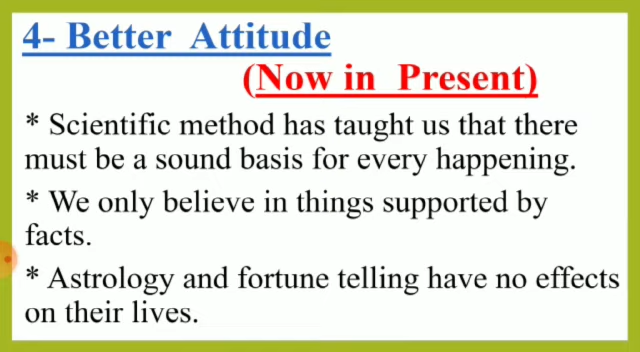 4- Better Attitude
(Now in Present)
* Scientific method has taught us that there
must be a sound basis for every happening.
* We only believe in things supported by
facts.
* Astrology and fortune telling have no effects
on their lives.